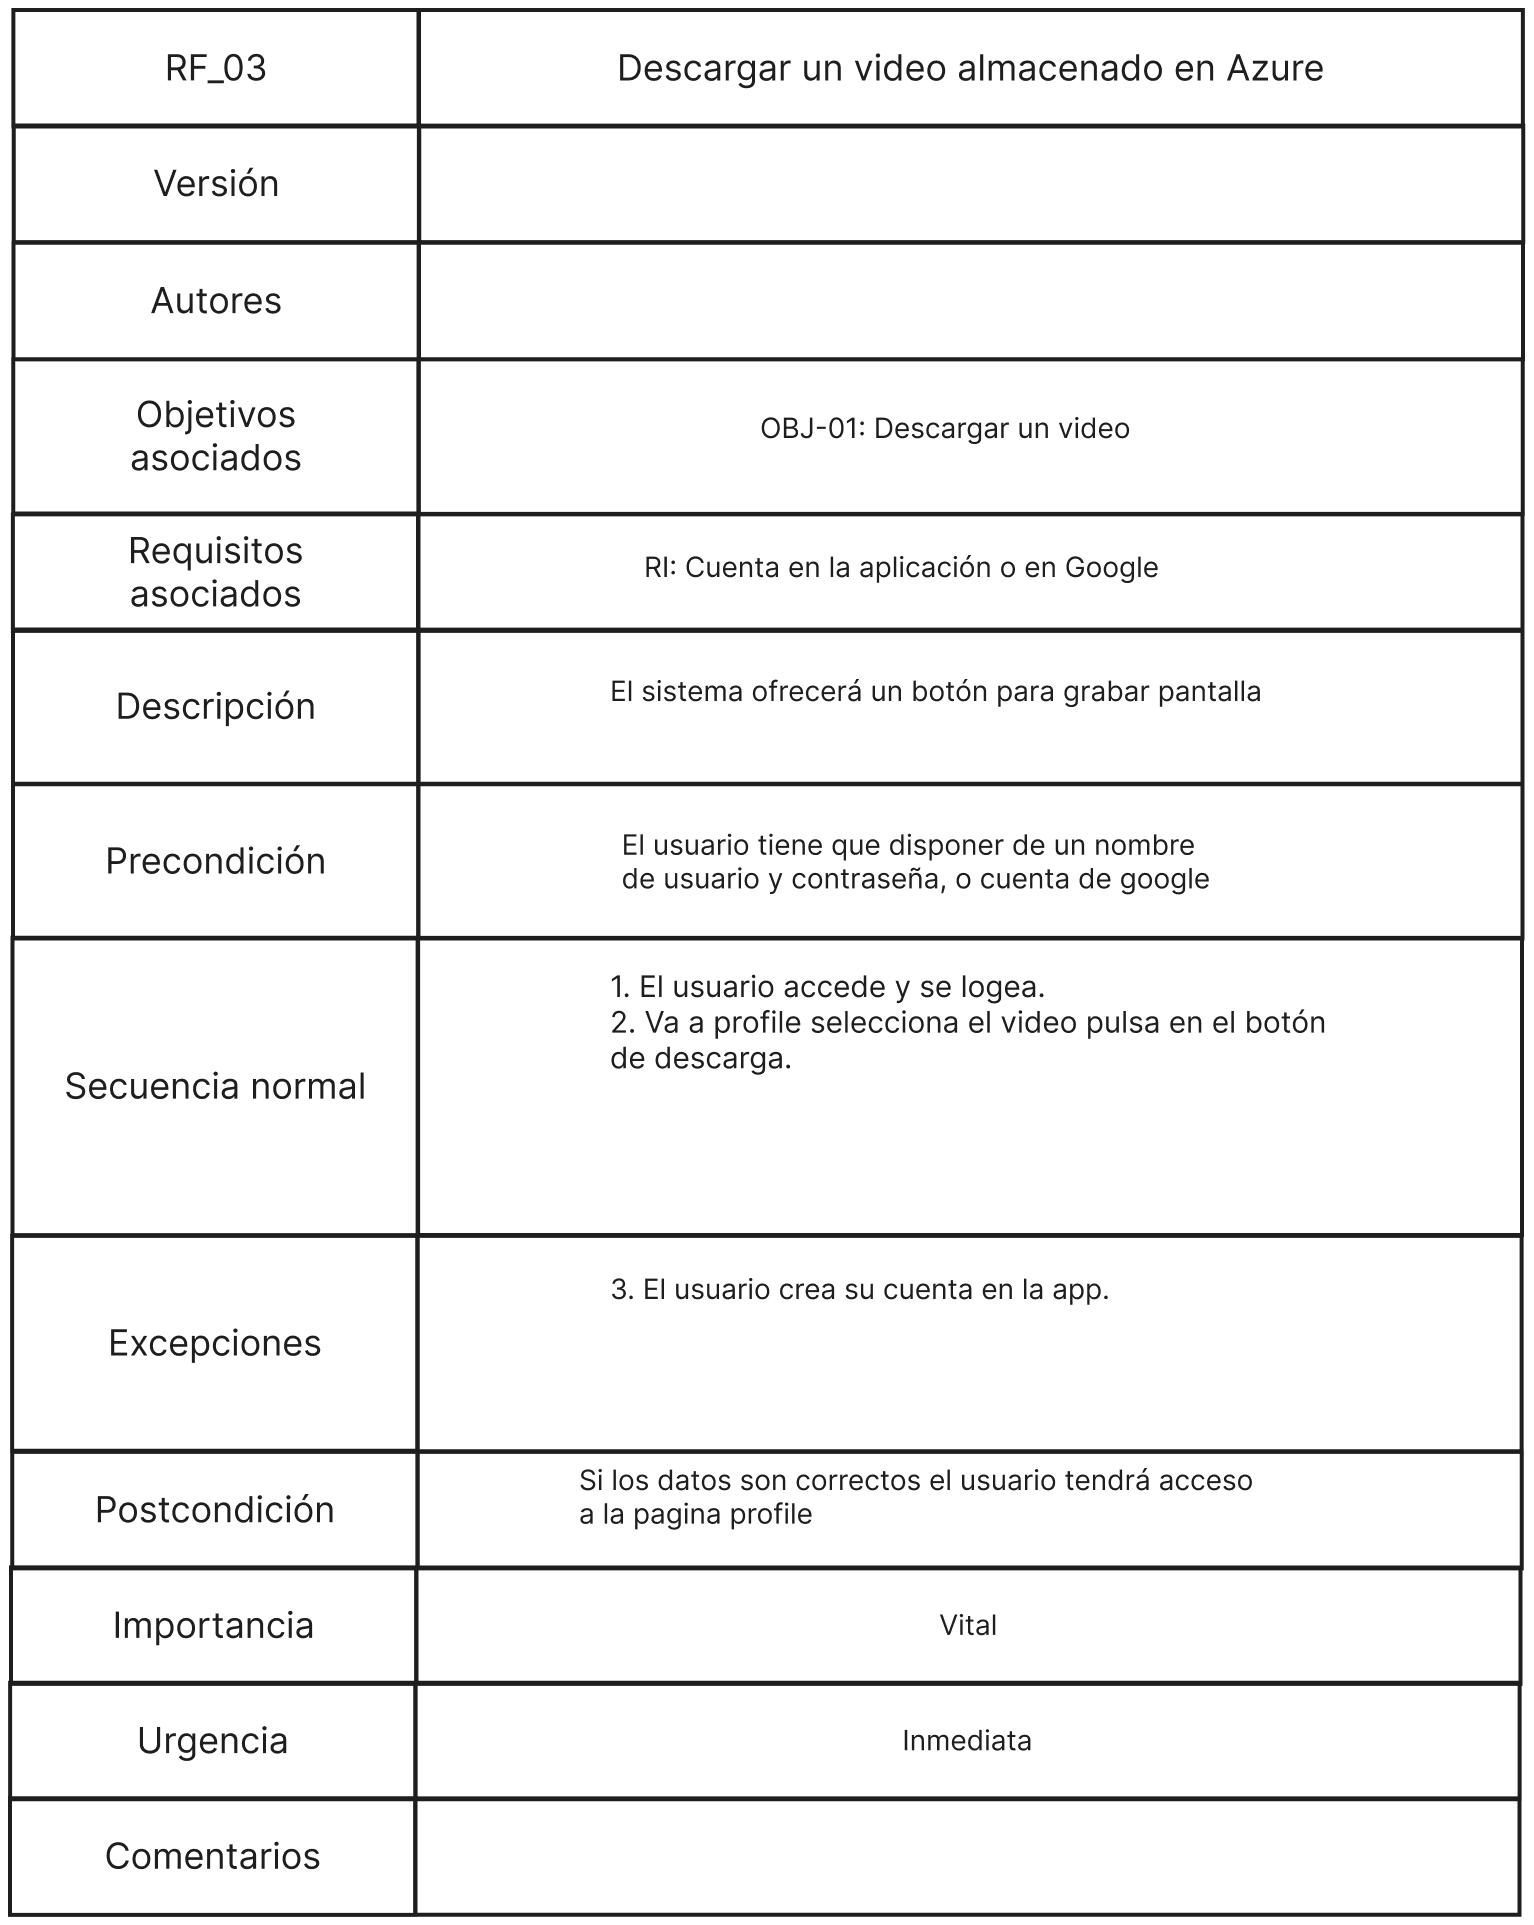 RF_03
Descargar un video almacenado en Azure
Versión
Autores
Objetivos
asociados
OBJ-01: Descargar un video
Requisitos
asociados
RI: Cuenta en la aplicación o en Google
Descripción
El sistema ofrecerá un botón para grabar pantalla
Precondición
El usuario tiene que disponer de un nombre
de usuario y contraseña, o cuenta de google
Secuencia normal
1. El usuario accede y se logea.
2. Va a profile selecciona el video pulsa en el botón
de descarga.
Excepciones
3. El usuario crea su cuenta en la app.
Postcondición
Si los datos son correctos el usuario tendrá acceso
a la pagina profile
Importancia
Vital
Urgencia
Inmediata
Comentarios